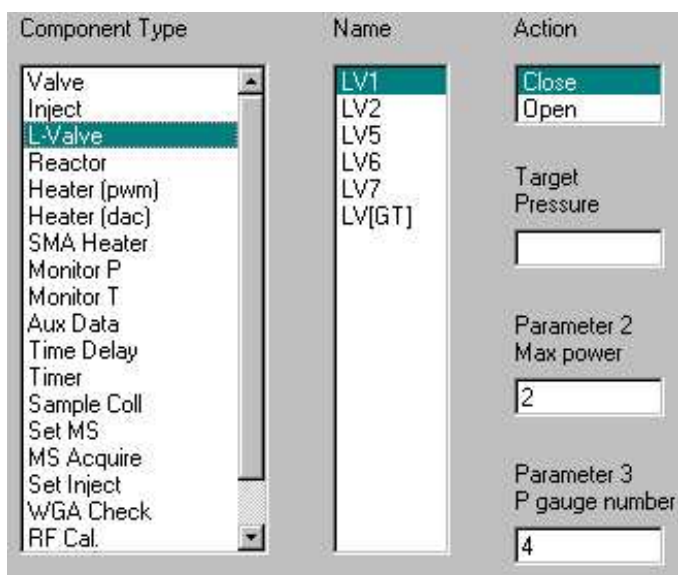 Component Type
Valve
Inject
L-Valve
Reactor
Heater (pwm)
Heater (dac)
SMA Heater
Monitor P
Monitor T
Aux Data
Time Delay
Timer
Sample Coll
Set MS
MS Acquire
Set Inject
WGA Check
RF Cal.
Name
LV1
LV2
LV5
LV6
LV7
LV[GT]
Action
Close
Open
Target
Pressure
Parameter 2
Max power
2
Parameter 3
P gauge number
4